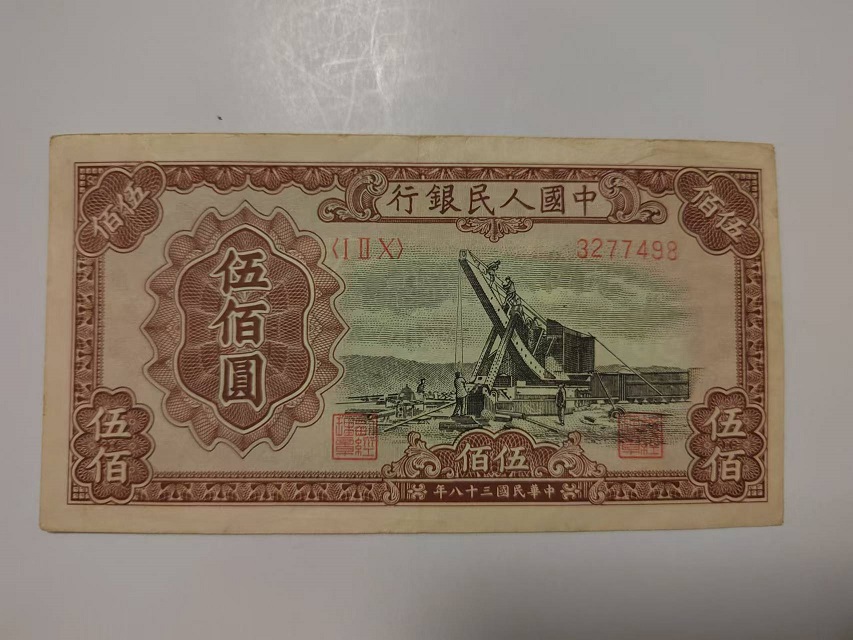 中國人民銀行
伍佰
伍佰
〈I II X〉
3277498
伍佰圓
伍佰
伍佰
伍佰
中華民國三十八年